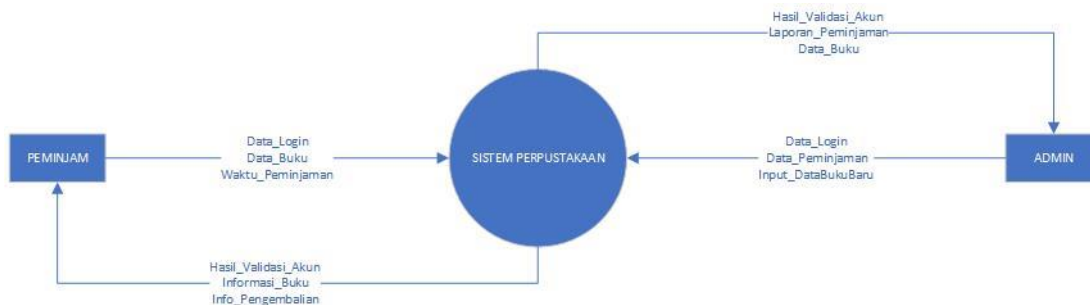 Hasil_Validasi_Akun
Laporan_Peminjaman
Data_Buku
PEMINJAM
Data_Login
Data_Buku
Waktu_Peminjaman
SISTEM PERPUSTAKAAN
Data_Login
Data_Peminjaman
Input_DataBukuBaru
ADMIN
Hasil_Validasi_Akun
Informasi_Buku
Info_Pengembalian